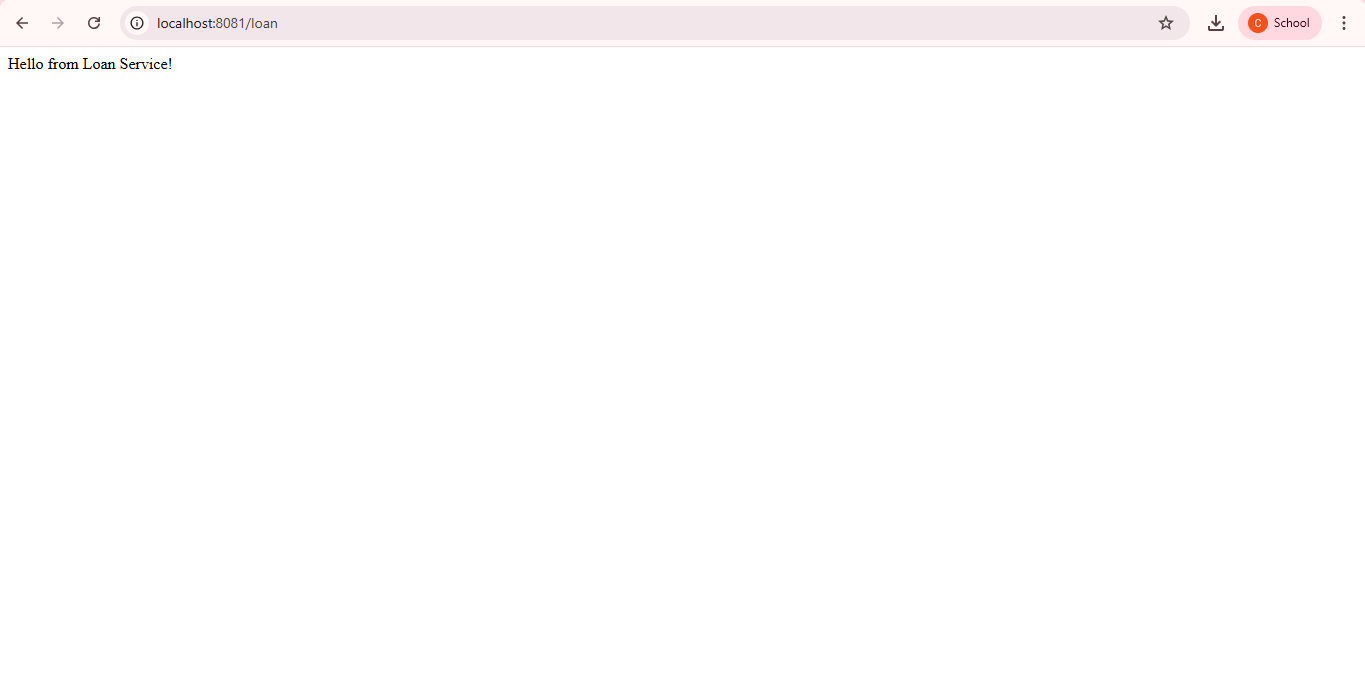 localhost:8081/loan
C
School
Hello from Loan Service!